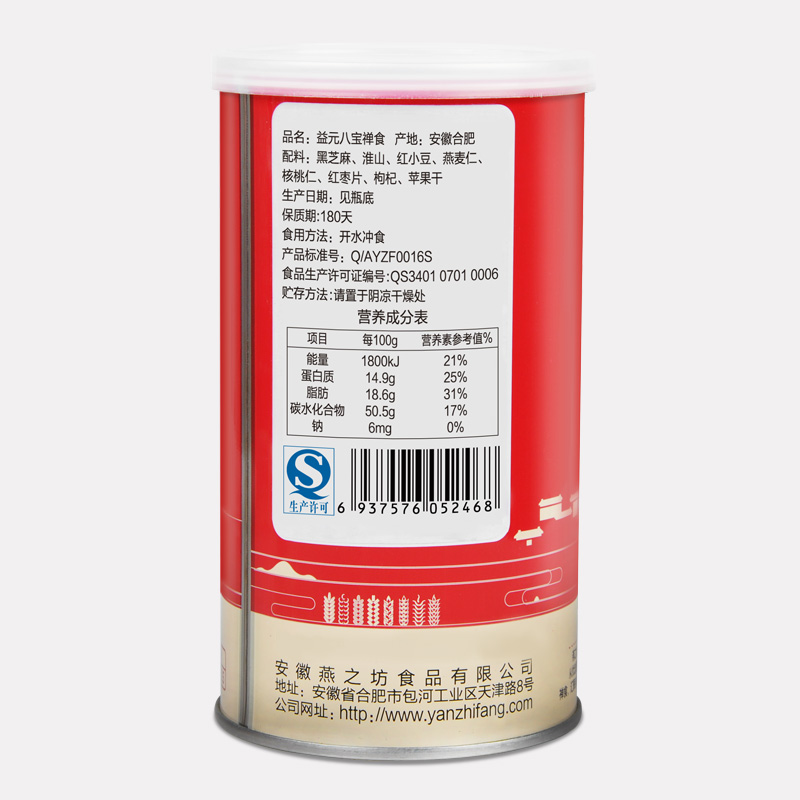 品名：益元八宝禅食 产地：安徽合肥
配料：黑芝麻、淮山、红小豆、燕麦仁、
核桃仁、红枣片、枸杞、苹果干
生产日期：见瓶底
保质期:180天
食用方法：开水冲食
产品标准号：Q/AYZF0016S
食品生产许可证编号:QS3401 0701 0006
贮存方法:请置于阴凉干燥处
营养成分表
项目 每100g 营养素参考值%
能量 1800kJ 21%
蛋白质 14.9g 25%
脂肪 18.6g 31%
碳水化合物 50.5g 17%
钠 6mg 0%
生产许可
6 937576 052468
安徽燕之坊食品有限公司
地址：安徽省合肥市包河工业区天津路8号
公司网址：http://www.yanzhifang.com